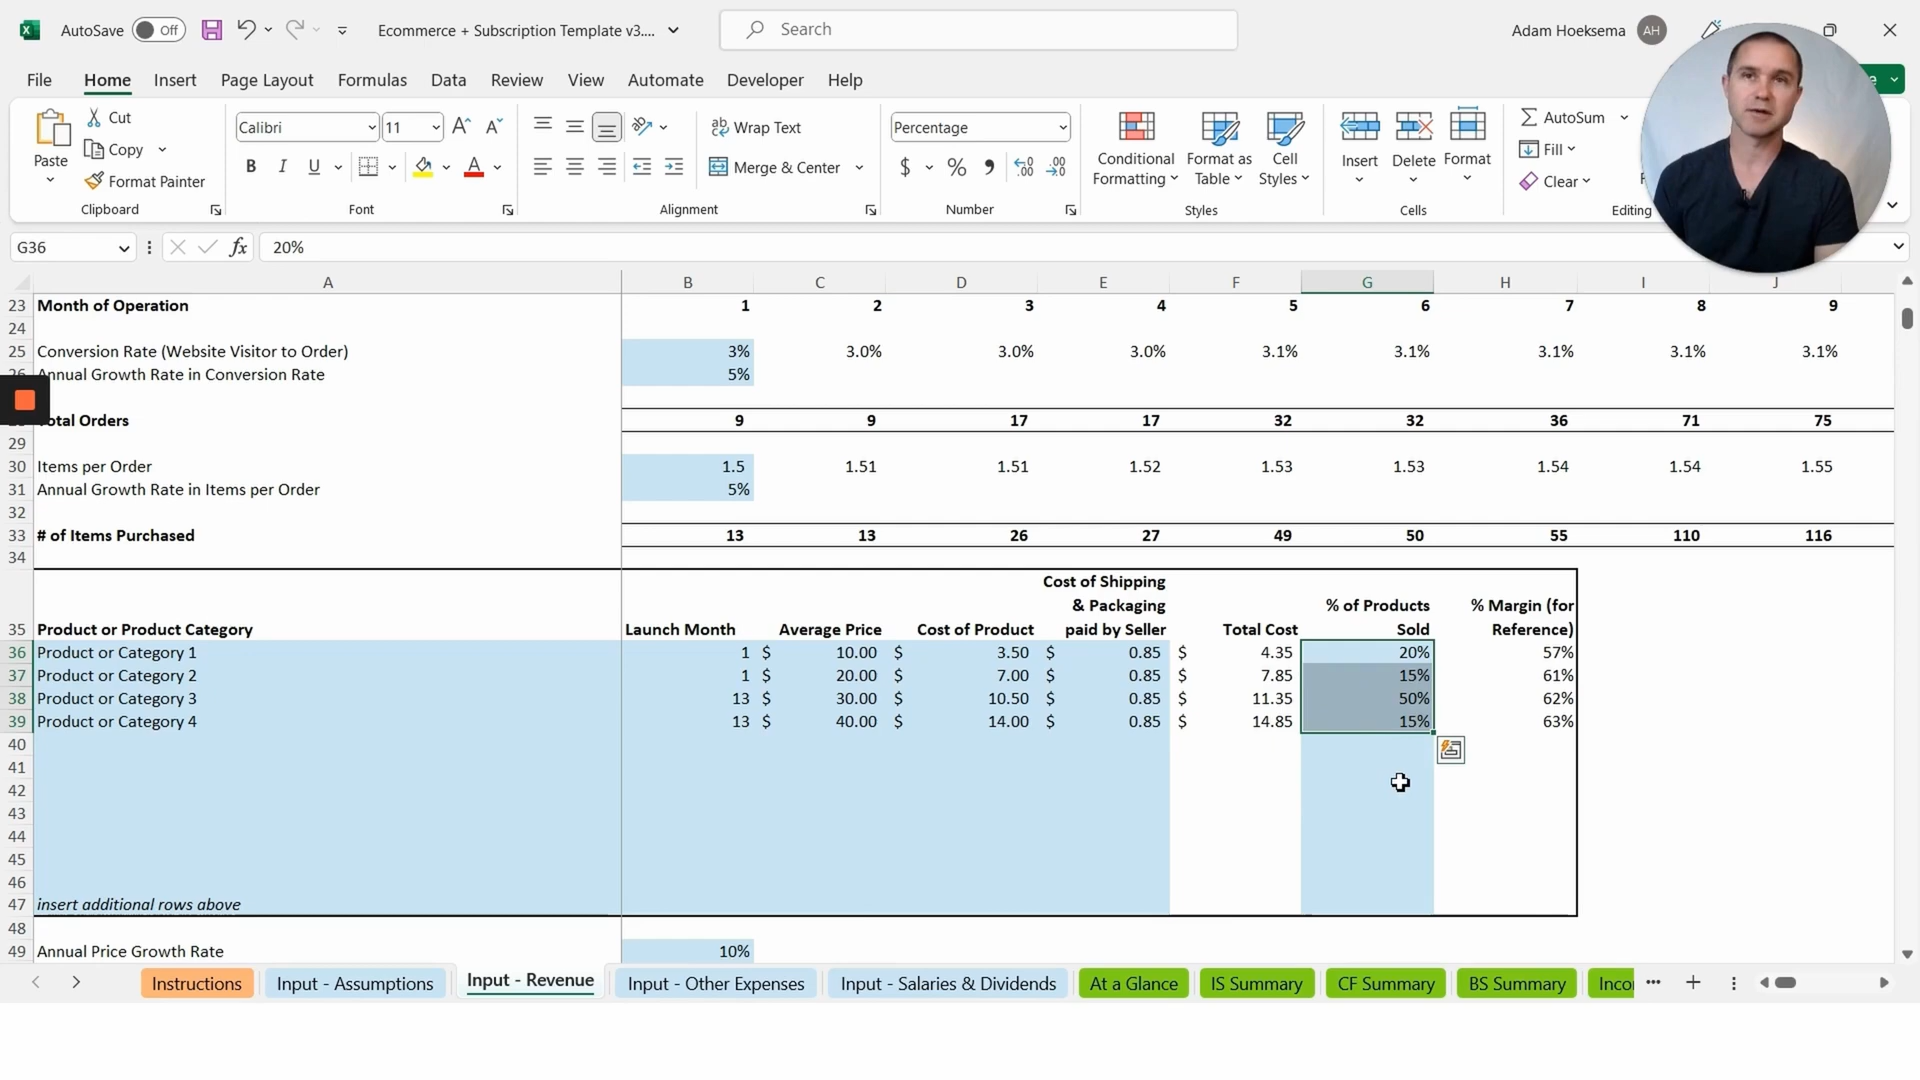 AutoSave Off Ecommerce + Subscription Template v3.... Search Adam Hoeksema AH
File Home Insert Page Layout Formulas Data Review View Automate Developer Help
Paste Cut Copy Format Painter Clipboard
Calibri 11 B I U A Font
Wrap Text Merge & Center Alignment
Percentage $ % Number
Conditional Formatting Format as Table Cell Styles Styles
Insert Delete Format Cells
AutoSum Fill Clear Editing
G36 fx 20%
A B C D E F G H I J
23 Month of Operation 1 2 3 4 5 6 7 8 9
24
25 Conversion Rate (Website Visitor to Order) 3% 3.0% 3.0% 3.0% 3.1% 3.1% 3.1% 3.1% 3.1%
Annual Growth Rate in Conversion Rate 5%
Total Orders 9 9 17 17 32 32 36 71 75
29
30 Items per Order 1.5 1.51 1.51 1.52 1.53 1.53 1.54 1.54 1.55
31 Annual Growth Rate in Items per Order 5%
32
33 # of Items Purchased 13 13 26 27 49 50 55 110 116
34
35 Product or Product Category Launch Month Average Price Cost of Product Cost of Shipping & Packaging paid by Seller Total Cost % of Products Sold % Margin (for Reference)
36 Product or Category 1 1 $ 10.00 $ 3.50 $ 0.85 $ 4.35 20% 57%
37 Product or Category 2 1 $ 20.00 $ 7.00 $ 0.85 $ 7.85 15% 61%
38 Product or Category 3 13 $ 30.00 $ 10.50 $ 0.85 $ 11.35 50% 62%
39 Product or Category 4 13 $ 40.00 $ 14.00 $ 0.85 $ 14.85 15% 63%
40
41
42
43
44
45
46
47 insert additional rows above
48
49 Annual Price Growth Rate 10%
Instructions Input - Assumptions Input - Revenue Input - Other Expenses Input - Salaries & Dividends At a Glance IS Summary CF Summary BS Summary Inco